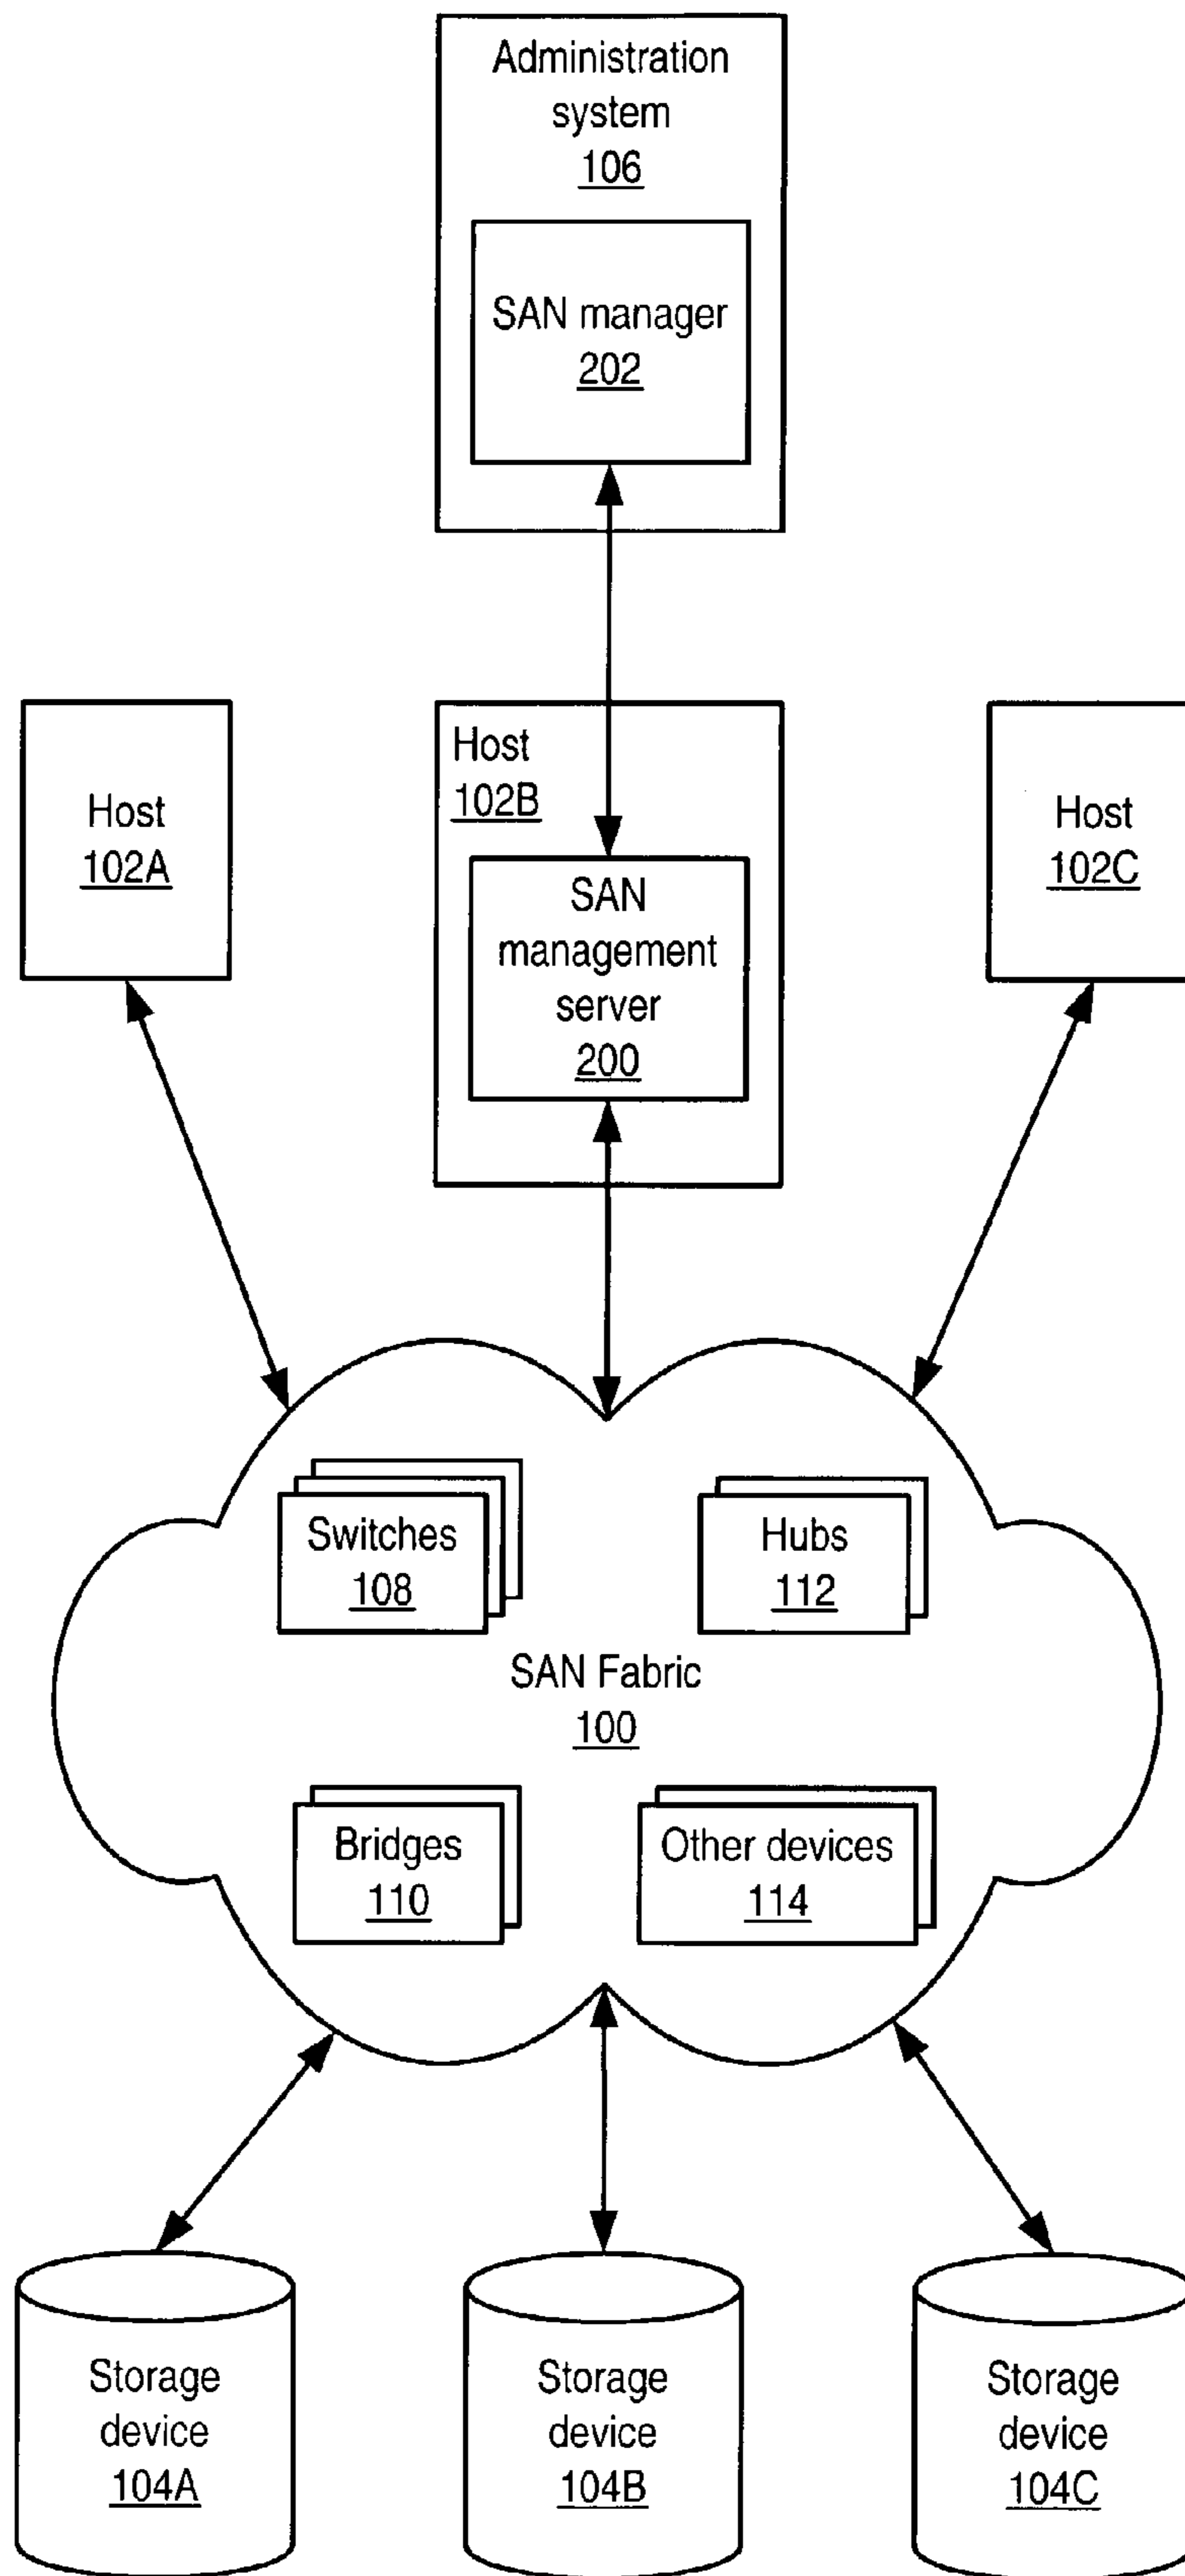 Administration
system
106
SAN manager
202
Host
102A
Host
102B
SAN
management
server
200
Host
102C
Switches
108
Hubs
112
SAN Fabric
100
Bridges
110
Other devices
114
Storage
device
104A
Storage
device
104B
Storage
device
104C